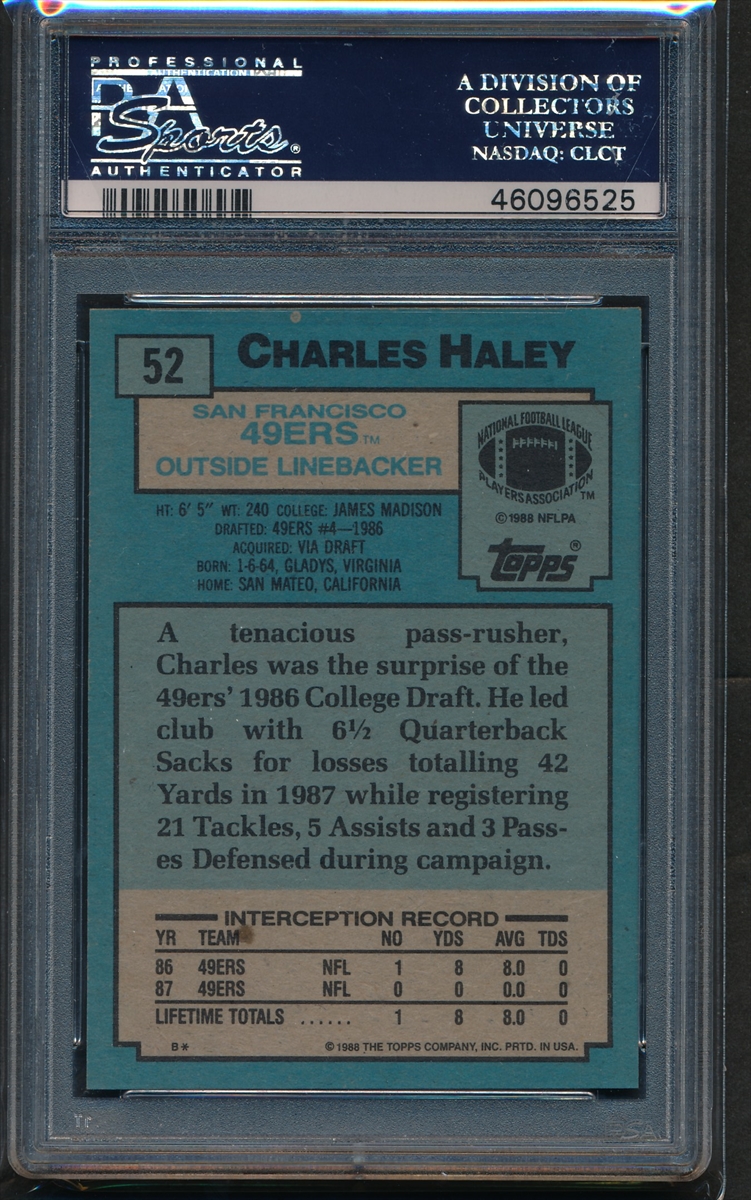 PROFESSIONAL
PSA
Sports®
AUTHENTICATOR
A DIVISION OF
COLLECTORS
UNIVERSE
NASDAQ: CLCT
46096525
52
CHARLES HALEY
SAN FRANCISCO
49ERS TM
OUTSIDE LINEBACKER
NATIONAL FOOTBALL LEAGUE
PLAYERS ASSOCIATION TM
© 1988 NFLPA
topps®
HT: 6' 5" WT: 240 COLLEGE: JAMES MADISON
DRAFTED: 49ERS #4—1986
ACQUIRED: VIA DRAFT
BORN: 1-6-64, GLADYS, VIRGINIA
HOME: SAN MATEO, CALIFORNIA
A tenacious pass-rusher,
Charles was the surprise of the
49ers' 1986 College Draft. He led
club with 6½ Quarterback
Sacks for losses totalling 42
Yards in 1987 while registering
21 Tackles, 5 Assists and 3 Pass-
es Defensed during campaign.
INTERCEPTION RECORD
YR TEAM NO YDS AVG TDS
86 49ERS NFL 1 8 8.0 0
87 49ERS NFL 0 0 0.0 0
LIFETIME TOTALS ...... 1 8 8.0 0
B*
© 1988 THE TOPPS COMPANY, INC. PRTD. IN USA.
PSA